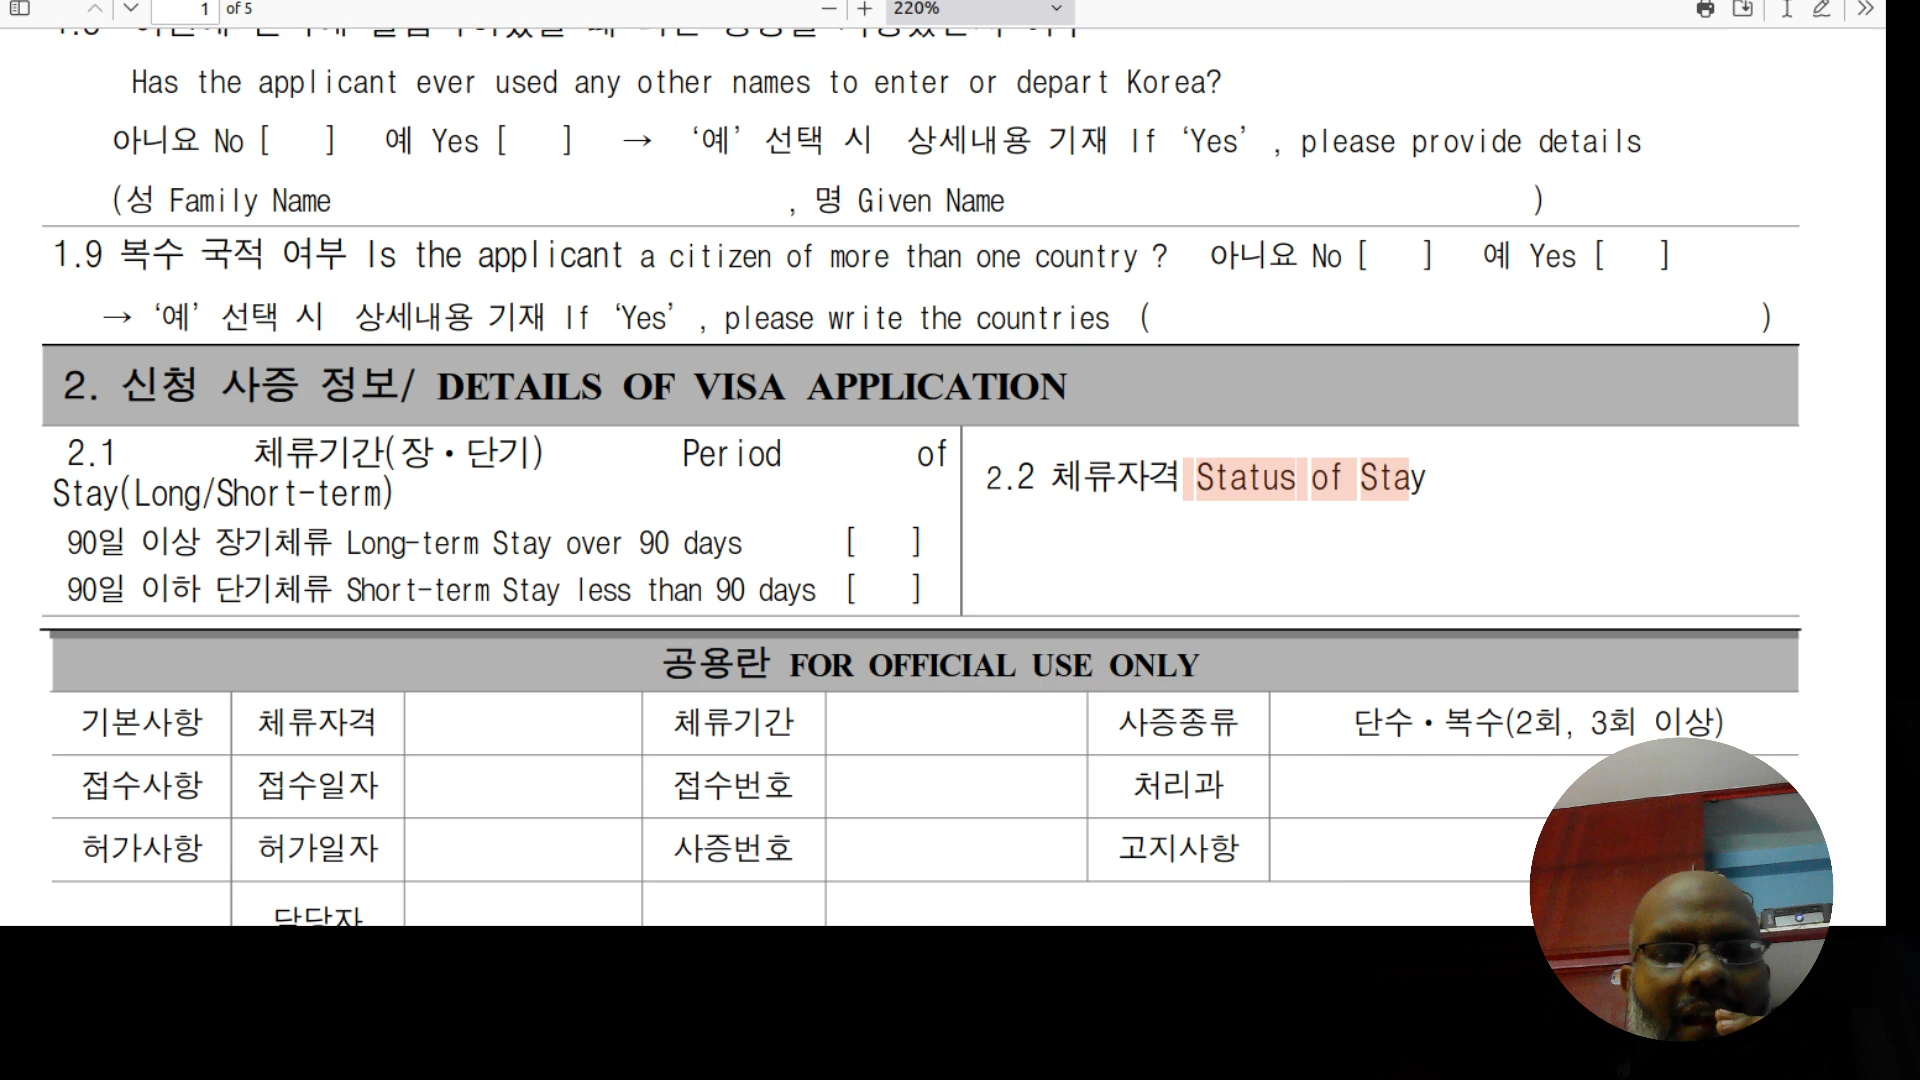 1 of 5
220%
Has the applicant ever used any other names to enter or depart Korea?
아니요 No [ ] 예 Yes [ ] → ‘예’ 선택 시 상세내용 기재 If ‘Yes’, please provide details
(성 Family Name , 명 Given Name )
1.9 복수 국적 여부 Is the applicant a citizen of more than one country ? 아니요 No [ ] 예 Yes [ ]
→ ‘예’ 선택 시 상세내용 기재 If ‘Yes’, please write the countries ( )
2. 신청 사증 정보/ DETAILS OF VISA APPLICATION
2.1 체류기간(장・단기) Period of
Stay(Long/Short-term)
90일 이상 장기체류 Long-term Stay over 90 days [ ]
90일 이하 단기체류 Short-term Stay less than 90 days [ ]
2.2 체류자격 Status of Stay
공용란 FOR OFFICIAL USE ONLY
기본사항 체류자격 체류기간 사증종류 단수・복수(2회, 3회 이상)
접수사항 접수일자 접수번호 처리과
허가사항 허가일자 사증번호 고지사항
담당자